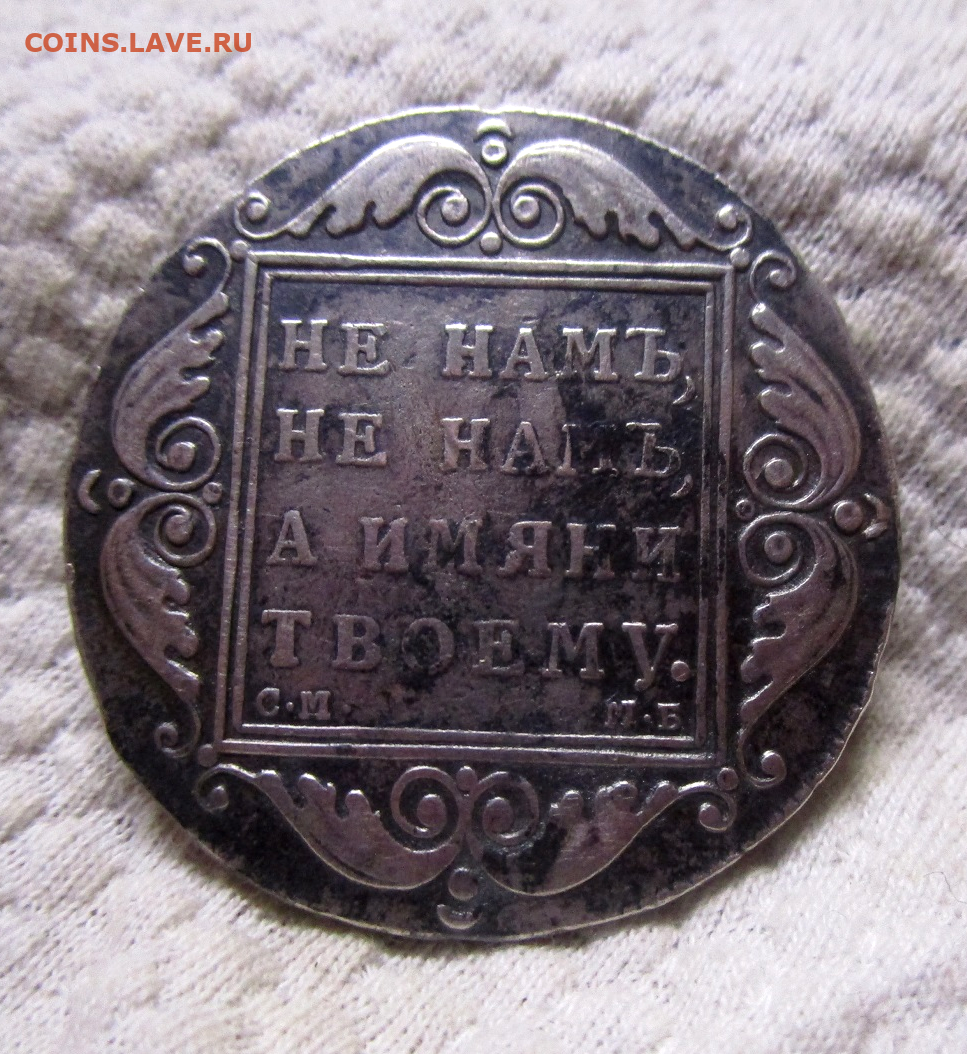 COINS.LAVE.RU
НЕ НАМЪ,
НЕ НАМЪ,
А ИМЯНИ
ТВОЕМУ.
С.М. М.Б